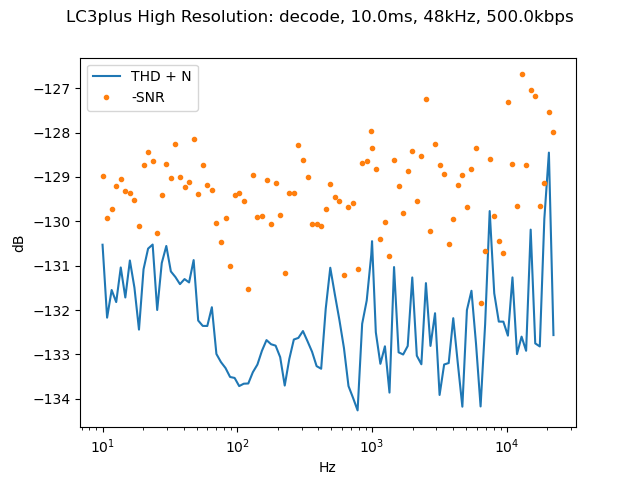 LC3plus High Resolution: decode, 10.0ms, 48kHz, 500.0kbps
THD + N
-SNR
−127
−128
−129
−130
−131
−132
−133
−134
dB
10¹ 10² 10³ 10⁴
Hz